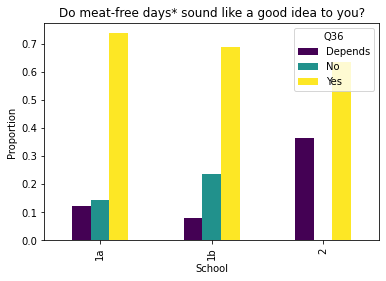 Do meat-free days* sound like a good idea to you?
Q36
Depends
No
Yes
0.7
0.6
0.5
0.4
0.3
0.2
0.1
0.0
Proportion
1a
1b
2
School